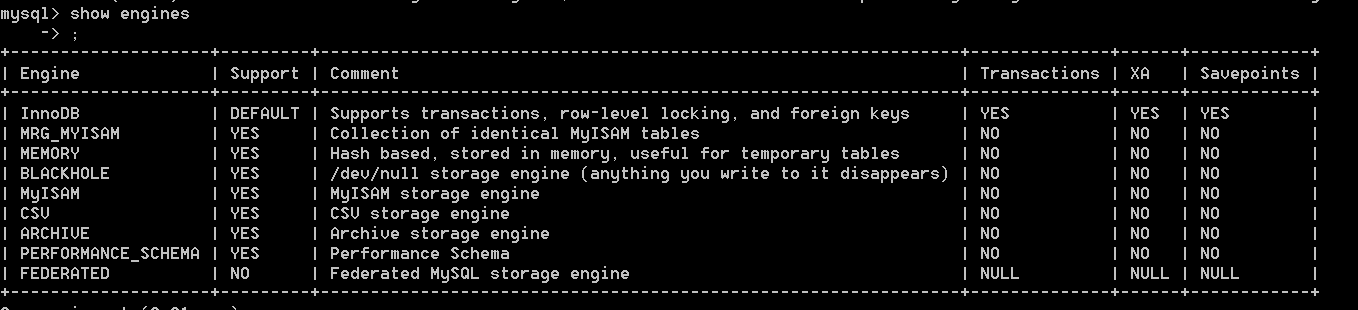 mysql> show engines
    -> ;
+--------------------+---------+----------------------------------------------------------------+--------------+------+------------+
| Engine             | Support | Comment                                                        | Transactions | XA   | Savepoints |
+--------------------+---------+----------------------------------------------------------------+--------------+------+------------+
| InnoDB             | DEFAULT | Supports transactions, row-level locking, and foreign keys     | YES          | YES  | YES        |
| MRG_MYISAM         | YES     | Collection of identical MyISAM tables                          | NO           | NO   | NO         |
| MEMORY             | YES     | Hash based, stored in memory, useful for temporary tables      | NO           | NO   | NO         |
| BLACKHOLE          | YES     | /dev/null storage engine (anything you write to it disappears) | NO           | NO   | NO         |
| MyISAM             | YES     | MyISAM storage engine                                          | NO           | NO   | NO         |
| CSV                | YES     | CSV storage engine                                             | NO           | NO   | NO         |
| ARCHIVE            | YES     | Archive storage engine                                         | NO           | NO   | NO         |
| PERFORMANCE_SCHEMA | YES     | Performance Schema                                             | NO           | NO   | NO         |
| FEDERATED          | NO      | Federated MySQL storage engine                                 | NULL         | NULL | NULL       |
+--------------------+---------+----------------------------------------------------------------+--------------+------+------------+